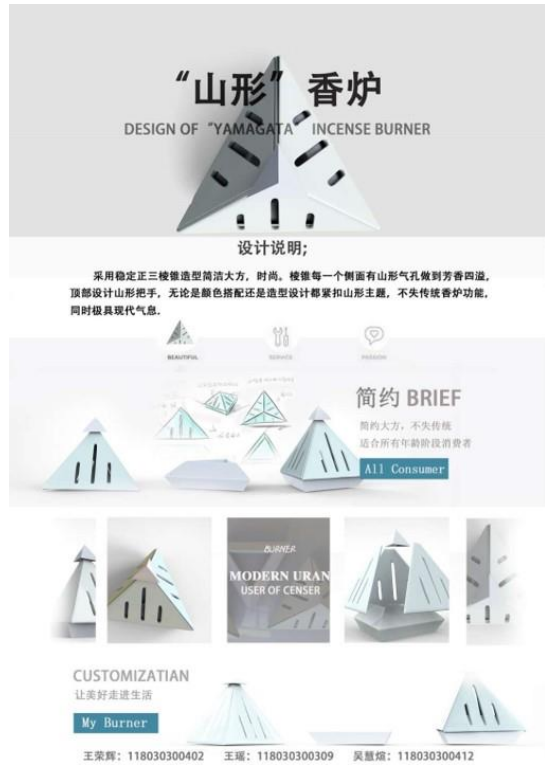 “山形”香炉
DESIGN OF “YAMAGATA” INCENSE BURNER
设计说明;
采用稳定正三棱锥造型简洁大方，时尚。棱锥每一个侧面有山形气孔做到芳香四溢，
顶部设计山形把手，无论是颜色搭配还是造型设计都紧扣山形主题，不失传统香炉功能，
同时极具现代气息.
BEAUTIFUL
PASSION
简约 BRIEF
简约大方，不失传统
适合所有年龄阶段消费者
All Consumer
BURNER
MODERN URAN
USER OF CENSER
CUSTOMIZATIAN
让美好走进生活
My Burner
王荣辉：118030300402 王瑶：118030300309 吴慧煊：118030300412